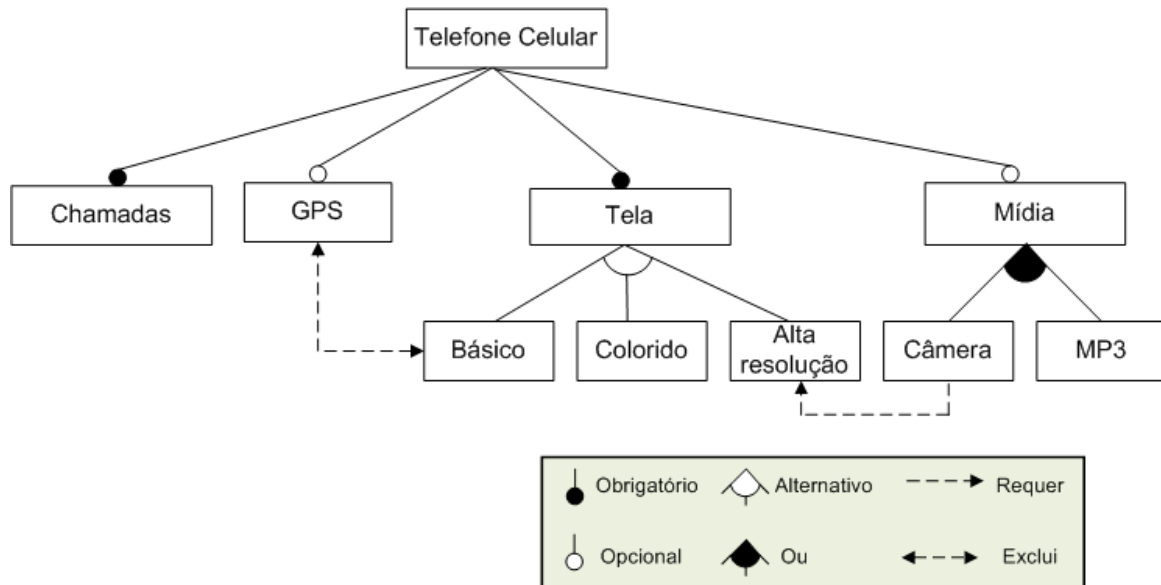 Telefone Celular
Chamadas
GPS
Tela
Mídia
Básico
Colorido
Alta
resolução
Câmera
MP3
Obrigatório
Alternativo
Requer
Opcional
Ou
Exclui